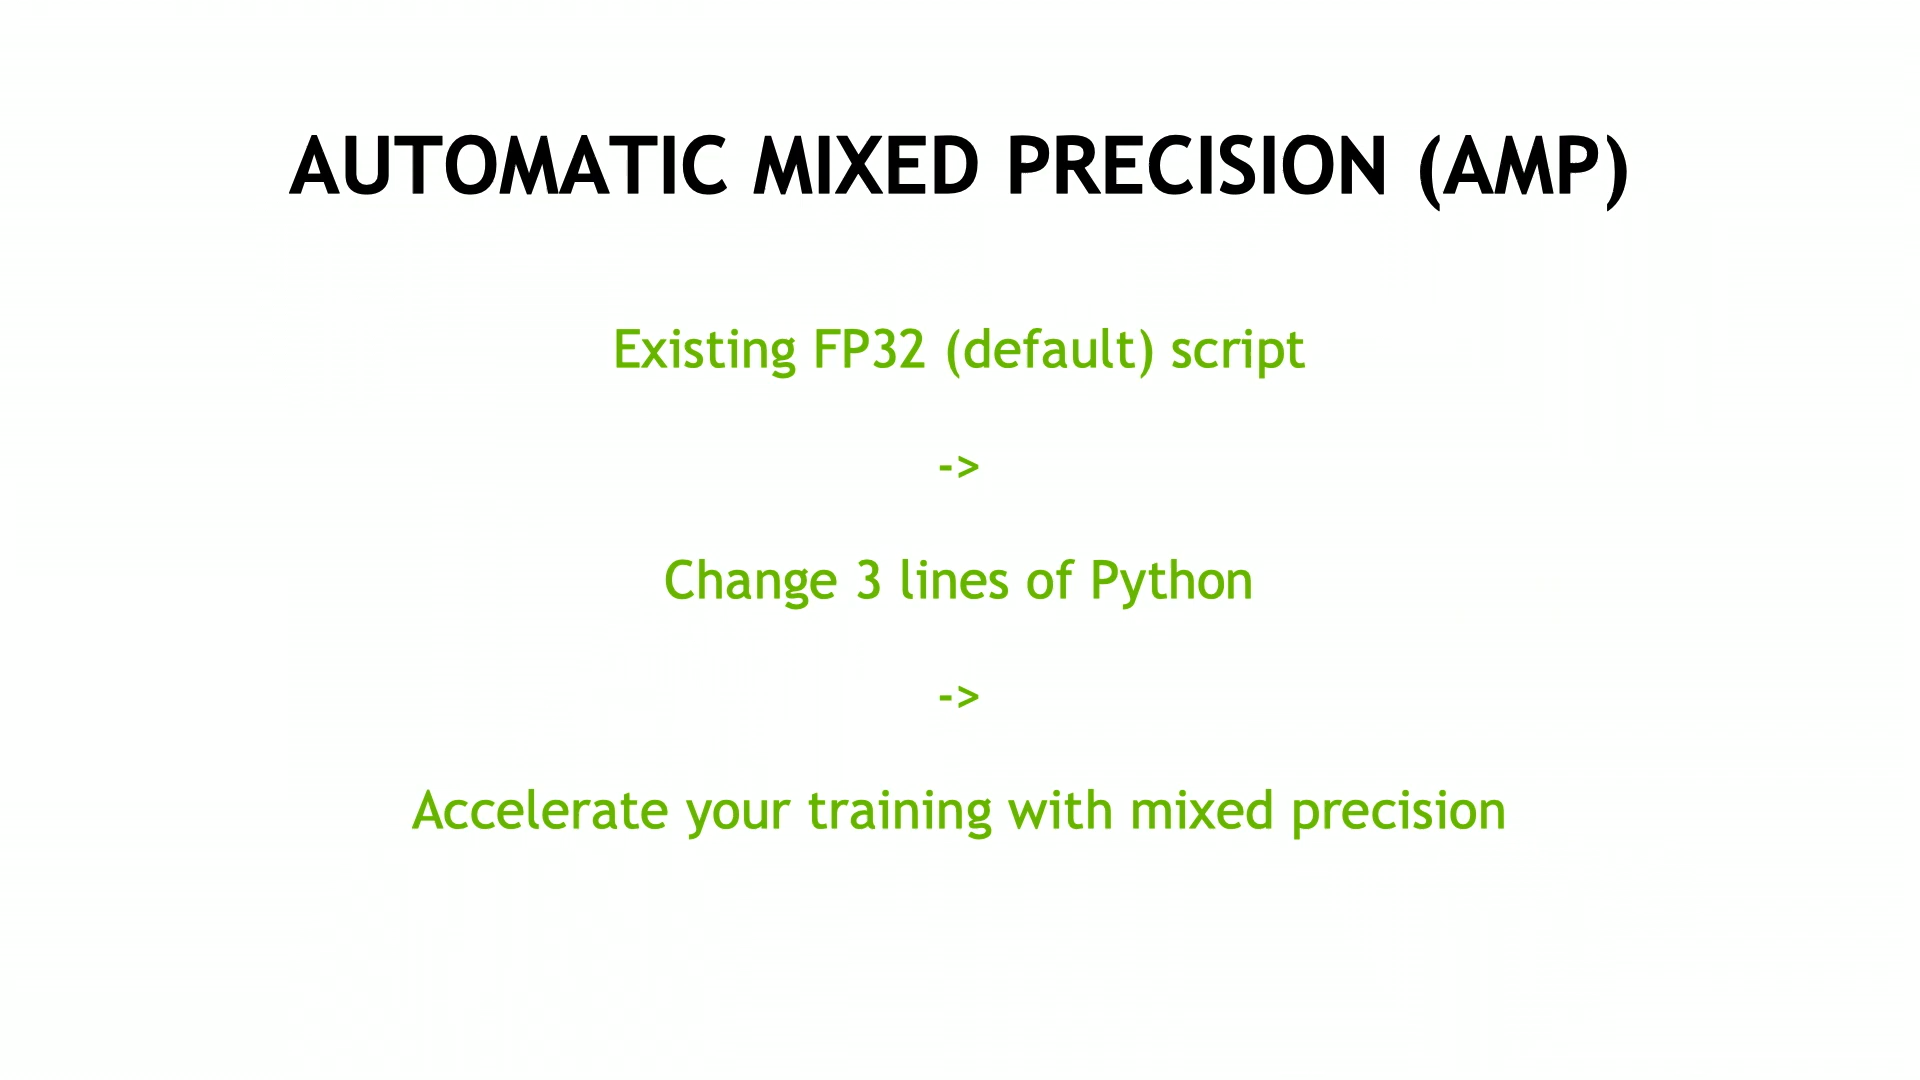 AUTOMATIC MIXED PRECISION (AMP)
Existing FP32 (default) script
->
Change 3 lines of Python
->
Accelerate your training with mixed precision